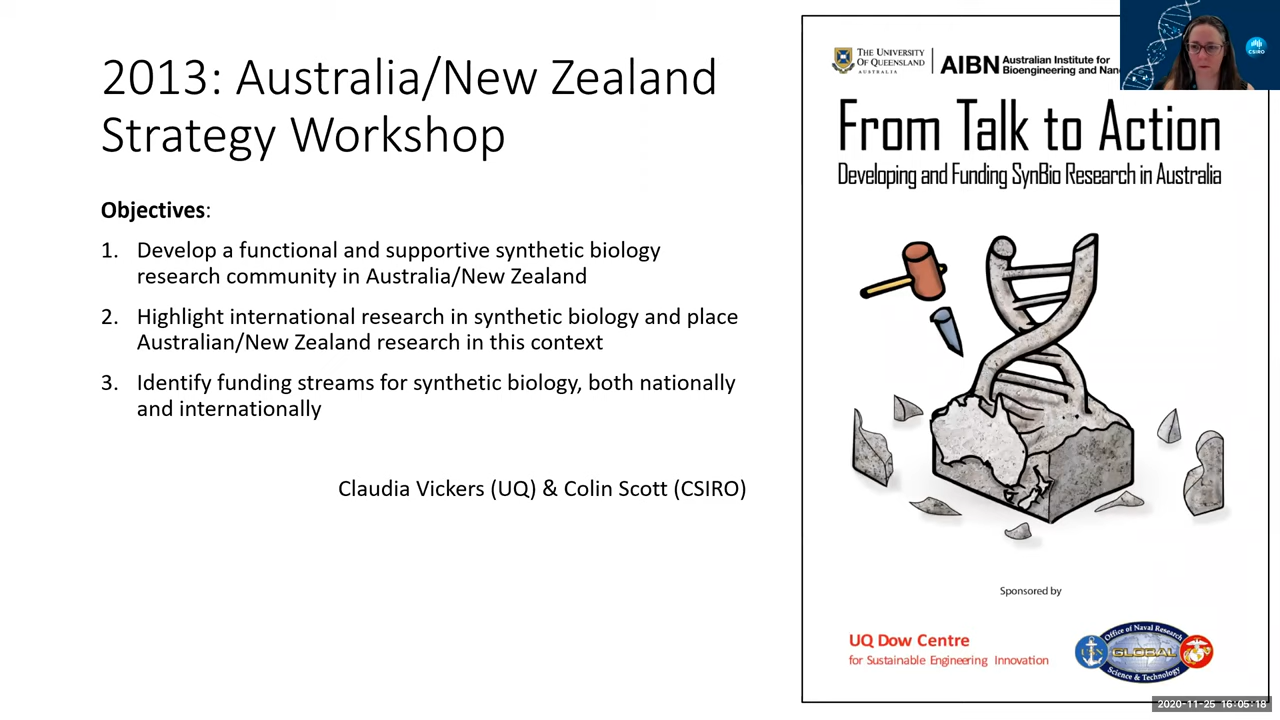 2013: Australia/New Zealand
Strategy Workshop
Objectives:
1. Develop a functional and supportive synthetic biology
research community in Australia/New Zealand
2. Highlight international research in synthetic biology and place
Australian/New Zealand research in this context
3. Identify funding streams for synthetic biology, both nationally
and internationally
Claudia Vickers (UQ) & Colin Scott (CSIRO)
THE UNIVERSITY
OF QUEENSLAND
AUSTRALIA
AIBN
Australian Institute for
Bioengineering and Nan
CSIRO
From Talk to Action
Developing and Funding SynBio Research in Australia
Sponsored by
UQ Dow Centre
for Sustainable Engineering Innovation
Office of Naval Research
GLOBAL
Science & Technology
2020-11-25 16:05:18